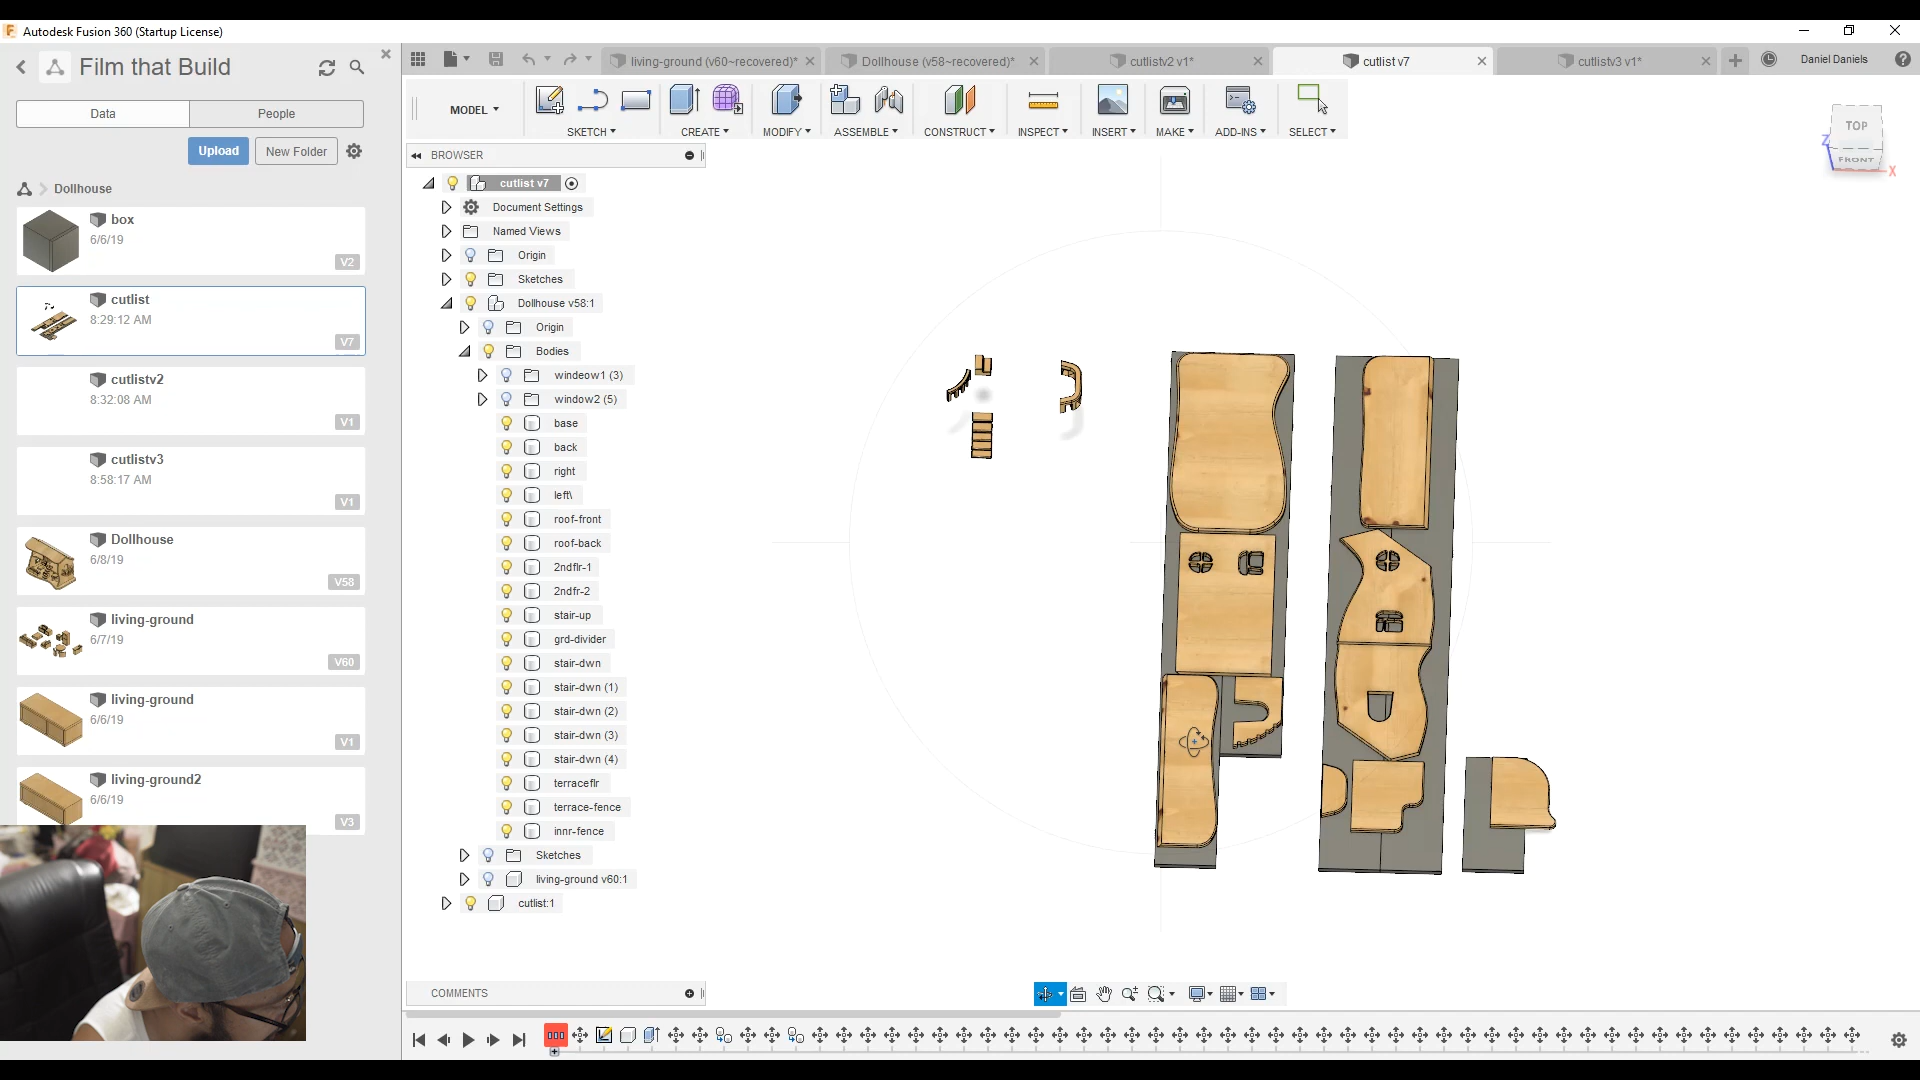 Autodesk Fusion 360 (Startup License)
Film that Build
Data
People
Upload
New Folder
Dollhouse
box
6/6/19
V2
cutlist
8:29:12 AM
V7
cutlistv2
8:32:08 AM
V1
cutlistv3
8:58:17 AM
V1
Dollhouse
6/8/19
V58
living-ground
6/7/19
V60
living-ground
6/6/19
V1
living-ground2
6/6/19
V3
living-ground (v60~recovered)*
Dollhouse (v58~recovered)*
cutlistv2 v1*
cutlist v7
cutlistv3 v1*
Daniel Daniels
MODEL
SKETCH
CREATE
MODIFY
ASSEMBLE
CONSTRUCT
INSPECT
INSERT
MAKE
ADD-INS
SELECT
BROWSER
cutlist v7
Document Settings
Named Views
Origin
Sketches
Dollhouse v58:1
Origin
Bodies
windeow1 (3)
window2 (5)
base
back
right
left\
roof-front
roof-back
2ndflr-1
2ndfr-2
stair-up
grd-divider
stair-dwn
stair-dwn (1)
stair-dwn (2)
stair-dwn (3)
stair-dwn (4)
terraceflr
terrace-fence
innr-fence
Sketches
living-ground v60:1
cutlist:1
TOP
FRONT
Z
X
COMMENTS